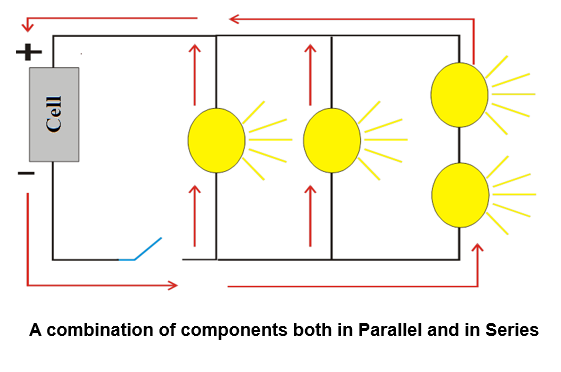 +
Cell
−
A combination of components both in Parallel and in Series